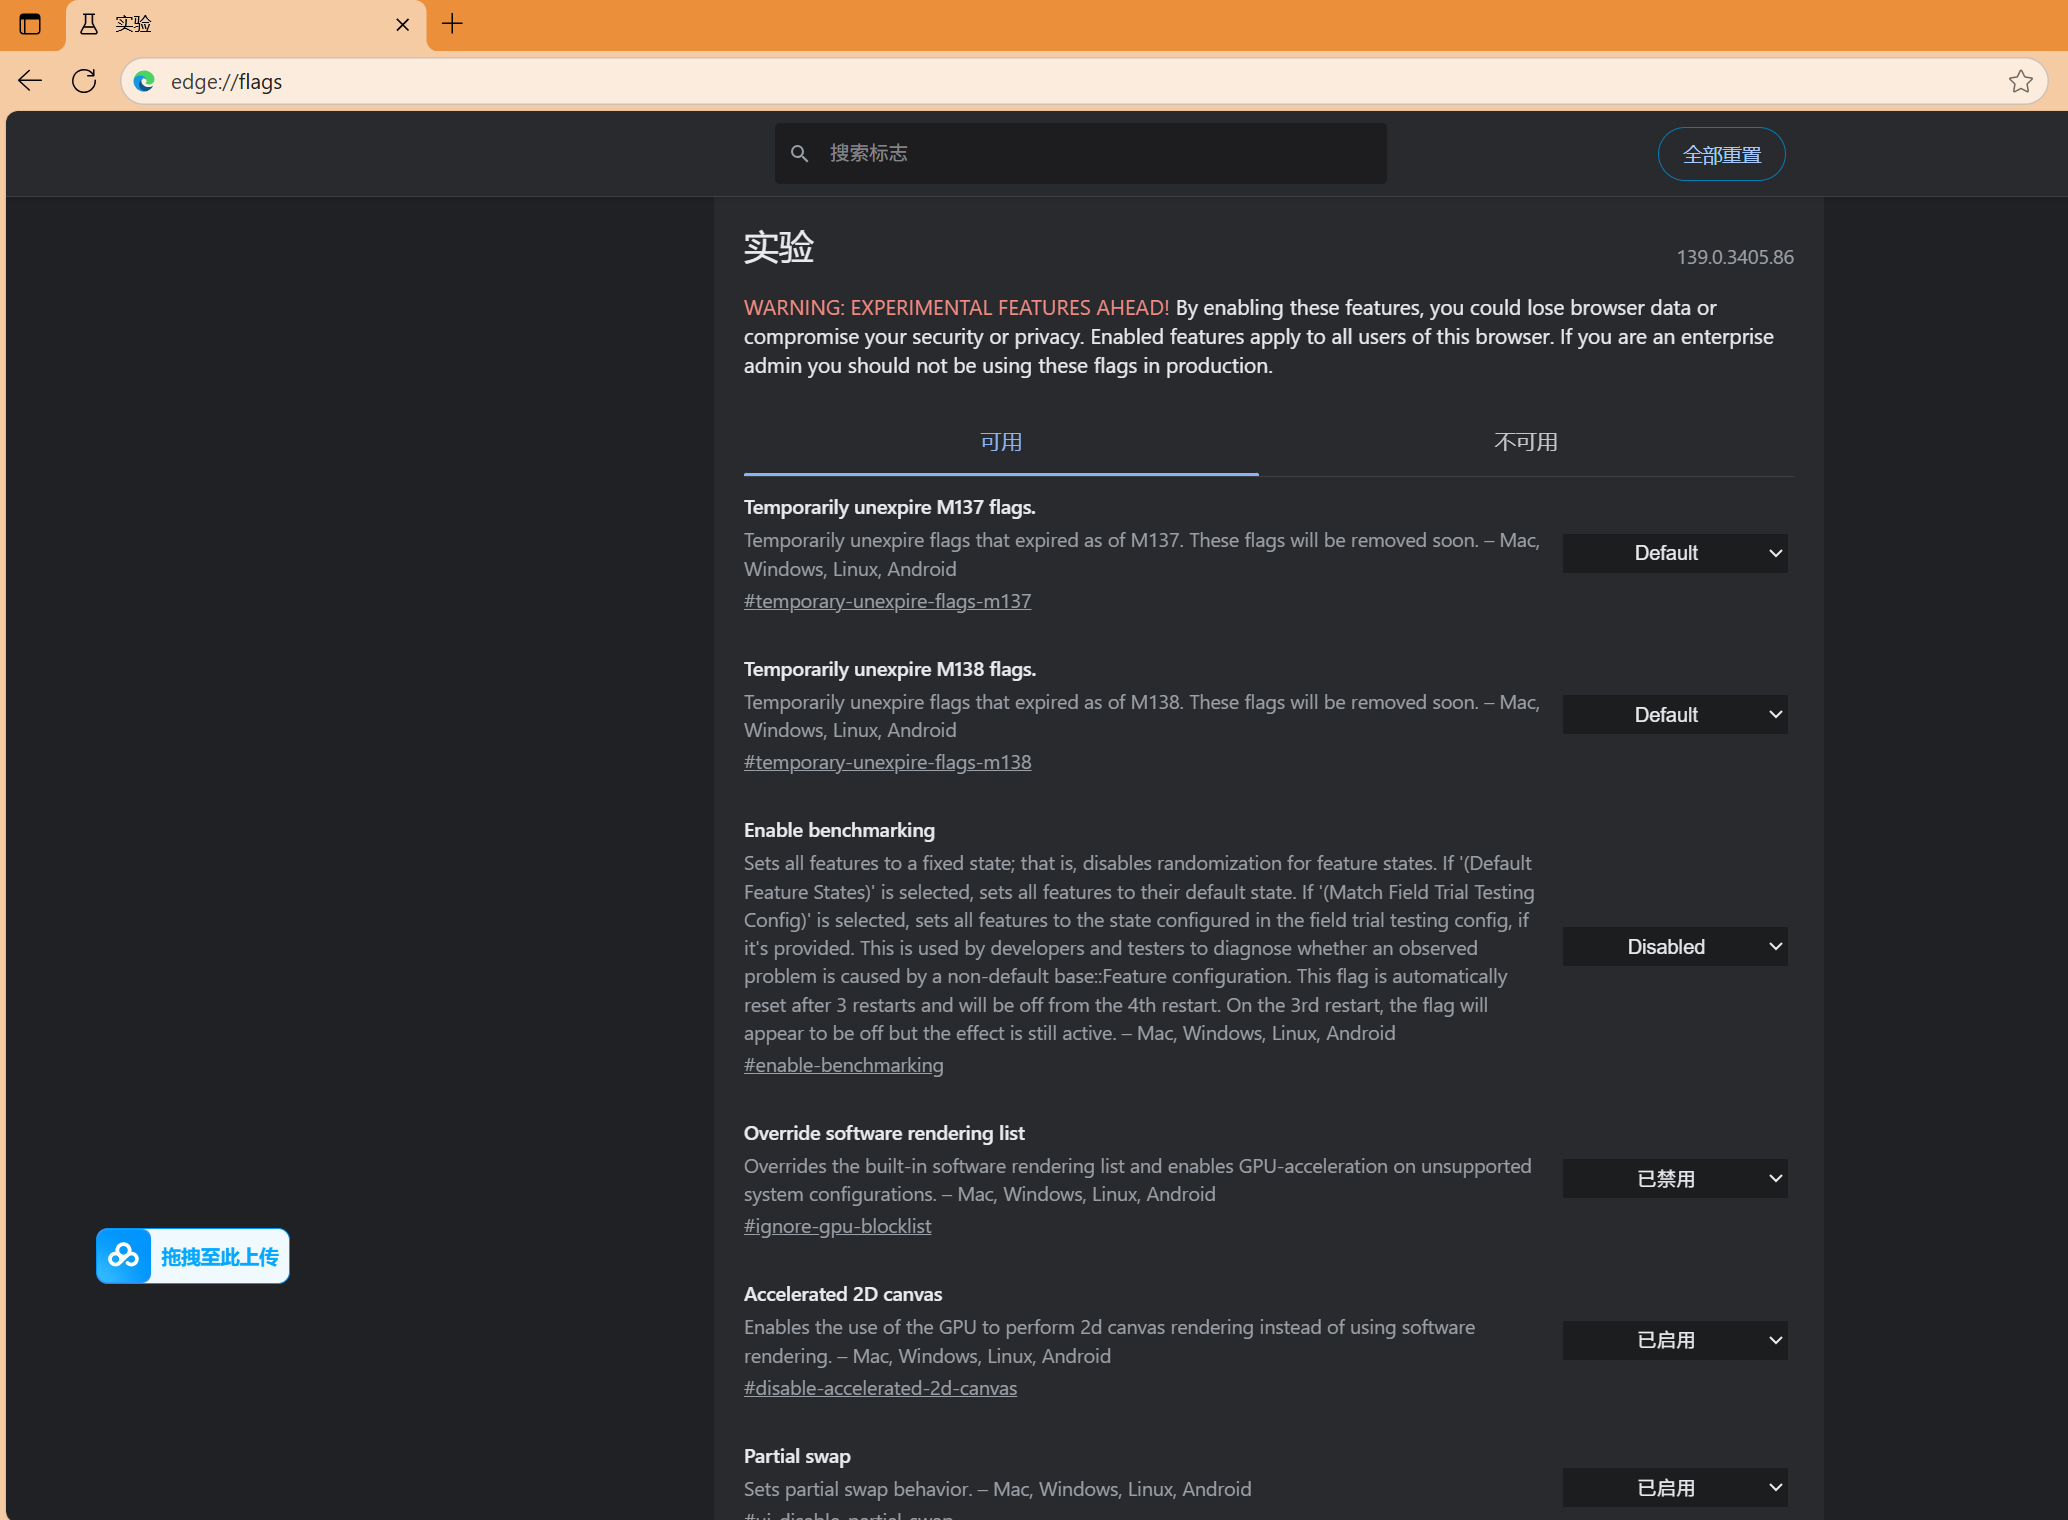 实验
edge://flags
搜索标志
全部重置
实验
139.0.3405.86
WARNING: EXPERIMENTAL FEATURES AHEAD! By enabling these features, you could lose browser data or
compromise your security or privacy. Enabled features apply to all users of this browser. If you are an enterprise
admin you should not be using these flags in production.
可用
不可用
Temporarily unexpire M137 flags.
Temporarily unexpire flags that expired as of M137. These flags will be removed soon. – Mac,
Windows, Linux, Android
#temporary-unexpire-flags-m137
Default
Temporarily unexpire M138 flags.
Temporarily unexpire flags that expired as of M138. These flags will be removed soon. – Mac,
Windows, Linux, Android
#temporary-unexpire-flags-m138
Default
Enable benchmarking
Sets all features to a fixed state; that is, disables randomization for feature states. If '(Default
Feature States)' is selected, sets all features to their default state. If '(Match Field Trial Testing
Config)' is selected, sets all features to the state configured in the field trial testing config, if
it's provided. This is used by developers and testers to diagnose whether an observed
problem is caused by a non-default base::Feature configuration. This flag is automatically
reset after 3 restarts and will be off from the 4th restart. On the 3rd restart, the flag will
appear to be off but the effect is still active. – Mac, Windows, Linux, Android
#enable-benchmarking
Disabled
Override software rendering list
Overrides the built-in software rendering list and enables GPU-acceleration on unsupported
system configurations. – Mac, Windows, Linux, Android
#ignore-gpu-blocklist
已禁用
拖拽至此上传
Accelerated 2D canvas
Enables the use of the GPU to perform 2d canvas rendering instead of using software
rendering. – Mac, Windows, Linux, Android
#disable-accelerated-2d-canvas
已启用
Partial swap
Sets partial swap behavior. – Mac, Windows, Linux, Android
#ui-disable-partial-swap
已启用